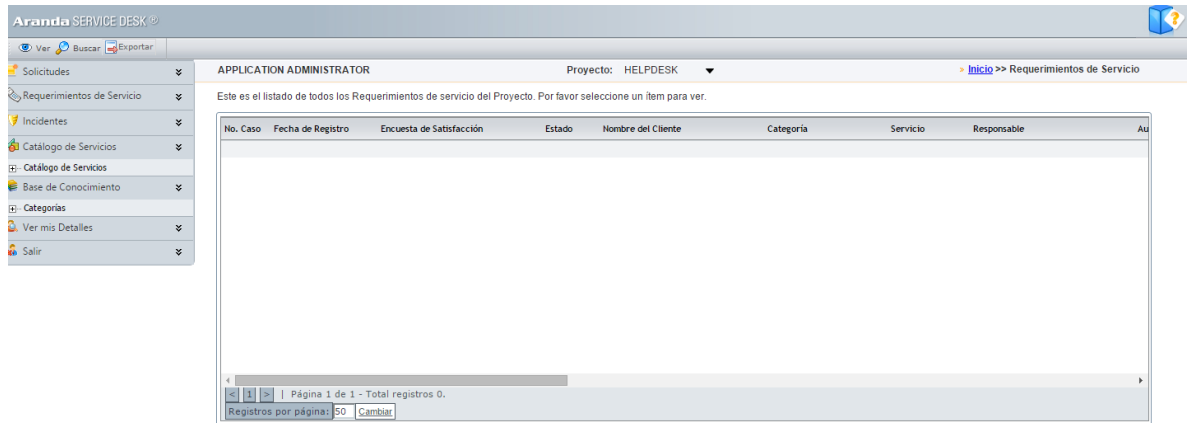 Aranda SERVICE DESK ®
Ver Buscar Exportar
Solicitudes
Requerimientos de Servicio
Incidentes
Catálogo de Servicios
Catálogo de Servicios
Base de Conocimiento
Categorías
Ver mis Detalles
Salir
APPLICATION ADMINISTRATOR Proyecto: HELPDESK > Inicio >> Requerimientos de Servicio
Este es el listado de todos los Requerimientos de servicio del Proyecto. Por favor seleccione un ítem para ver.
No. Caso Fecha de Registro Encuesta de Satisfacción Estado Nombre del Cliente Categoría Servicio Responsable Au
< 1 > | Página 1 de 1 - Total registros 0.
Registros por página: 50 Cambiar